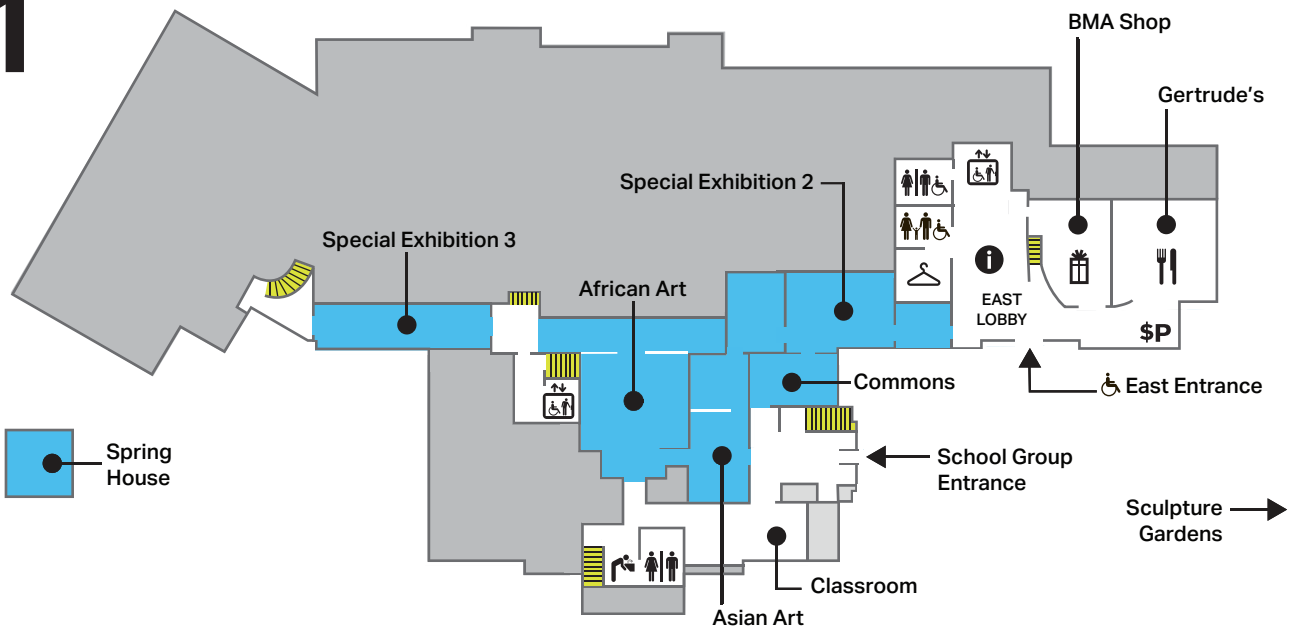 1
BMA Shop
Gertrude's
Special Exhibition 2
Special Exhibition 3
African Art
EAST
LOBBY
$P
Commons
East Entrance
Spring
House
School Group
Entrance
Sculpture
Gardens
Classroom
Asian Art